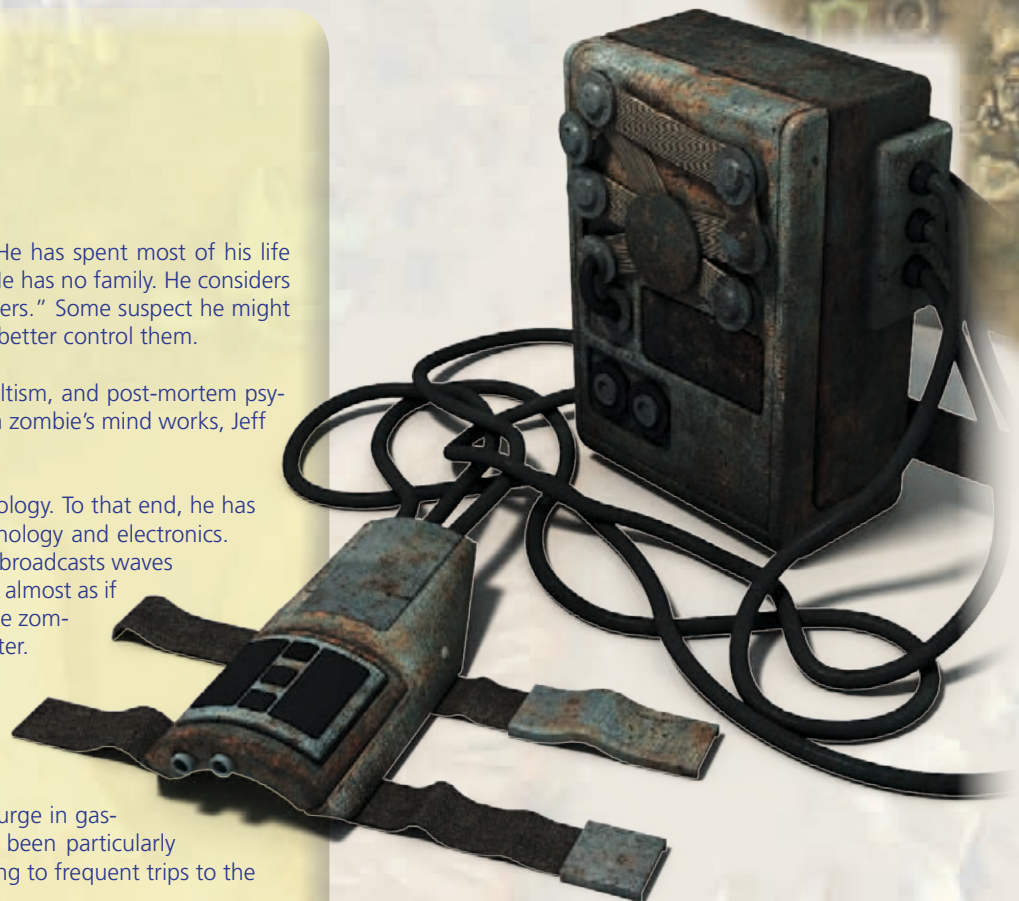 He has spent most of his life
He has no family. He considers
ers.” Some suspect he might
better control them.
ltism, and post-mortem psy-
a zombie’s mind works, Jeff
ology. To that end, he has
nology and electronics.
broadcasts waves
almost as if
e zom-
ter.
urge in gas-
been particularly
ng to frequent trips to the